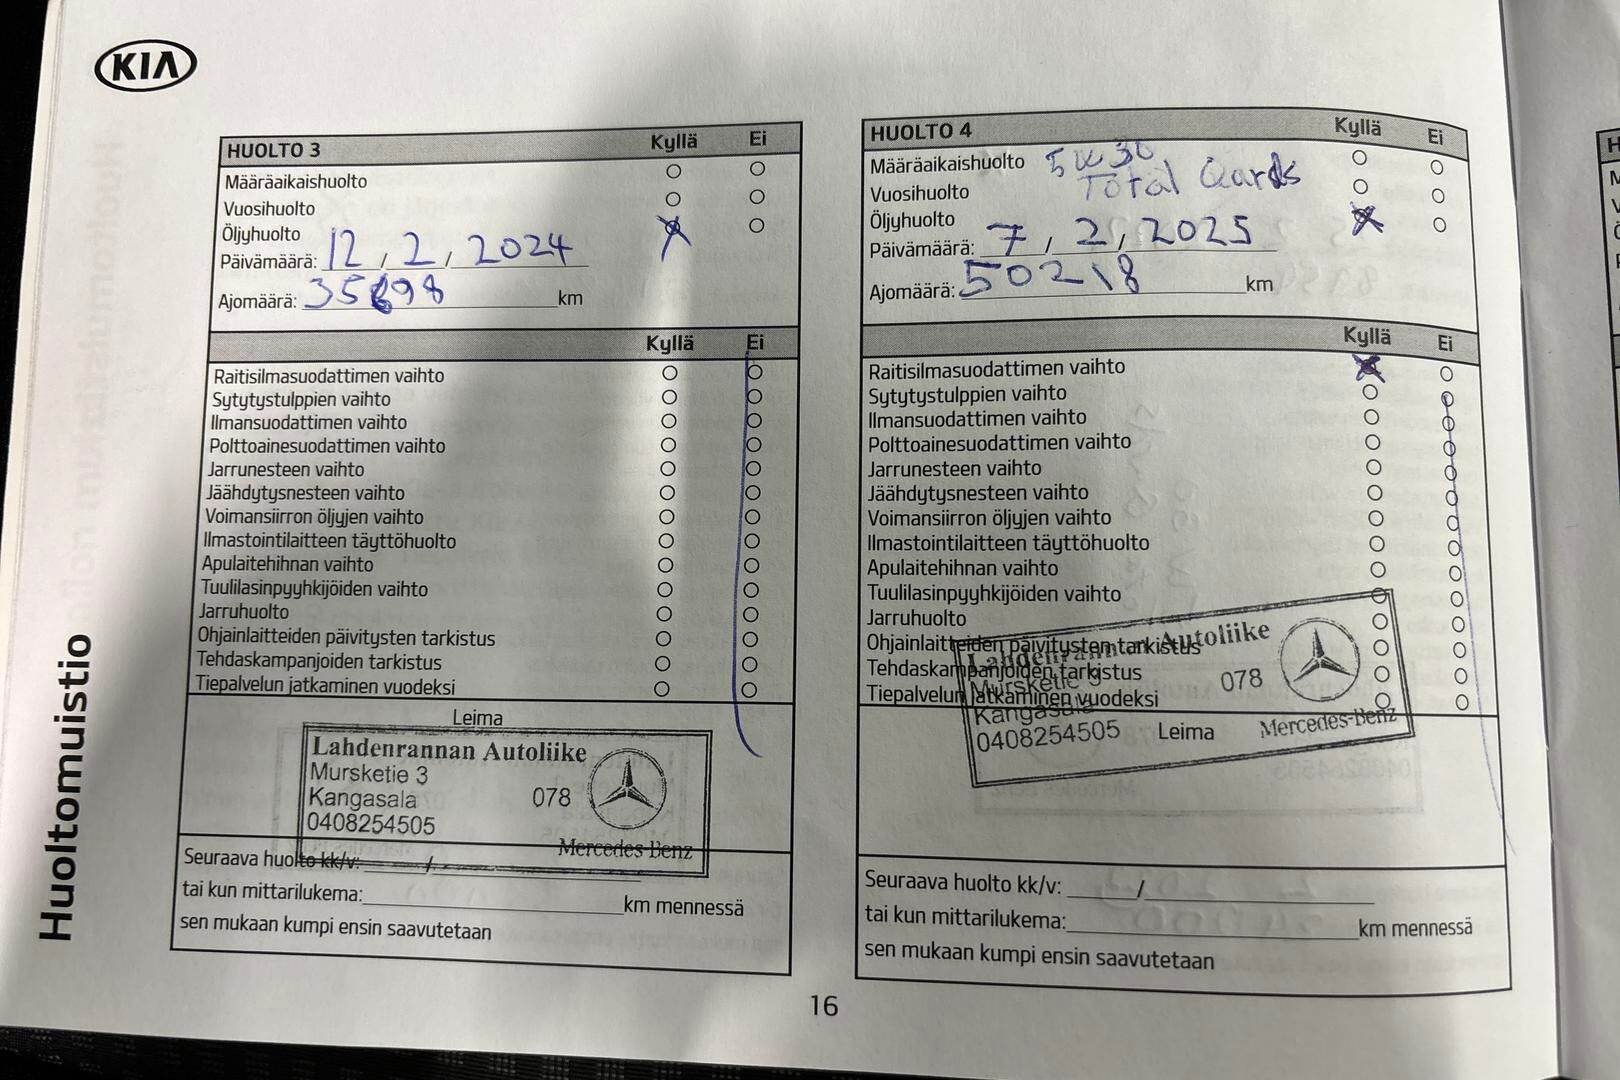 KIA
Huoltomuistio
HUOLTO 3 Kyllä Ei
Määräaikaishuolto
Vuosihuolto
Öljyhuolto
Päivämäärä: 12 / 2 / 2024
Ajomäärä: 35698 km
Kyllä Ei
Raitisilmasuodattimen vaihto
Sytytystulppien vaihto
Ilmansuodattimen vaihto
Polttoainesuodattimen vaihto
Jarrunesteen vaihto
Jäähdytysnesteen vaihto
Voimansiirron öljyjen vaihto
Ilmastointilaitteen täyttöhuolto
Apulaitehihnan vaihto
Tuulilasinpyyhkijöiden vaihto
Jarruhuolto
Ohjainlaitteiden päivitysten tarkistus
Tehdaskampanjoiden tarkistus
Tiepalvelun jatkaminen vuodeksi
Leima
Lahdenrannan Autoliike
Mursketie 3
Kangasala 078
0408254505
Mercedes-Benz
Seuraava huolto kk/v: /
tai kun mittarilukema: km mennessä
sen mukaan kumpi ensin saavutetaan
HUOLTO 4 Kyllä Ei
Määräaikaishuolto 5W30
Vuosihuolto Total Qards
Öljyhuolto
Päivämäärä: 7 / 2 / 2025
Ajomäärä: 50218 km
Kyllä Ei
Raitisilmasuodattimen vaihto
Sytytystulppien vaihto
Ilmansuodattimen vaihto
Polttoainesuodattimen vaihto
Jarrunesteen vaihto
Jäähdytysnesteen vaihto
Voimansiirron öljyjen vaihto
Ilmastointilaitteen täyttöhuolto
Apulaitehihnan vaihto
Tuulilasinpyyhkijöiden vaihto
Jarruhuolto
Ohjainlaitteiden päivitysten tarkistus
Tehdaskampanjoiden tarkistus
Tiepalvelun jatkaminen vuodeksi
Leima
Lahdenrannan Autoliike
Mursketie 3
Kangasala 078
0408254505
Mercedes-Benz
Seuraava huolto kk/v: /
tai kun mittarilukema: km mennessä
sen mukaan kumpi ensin saavutetaan
16